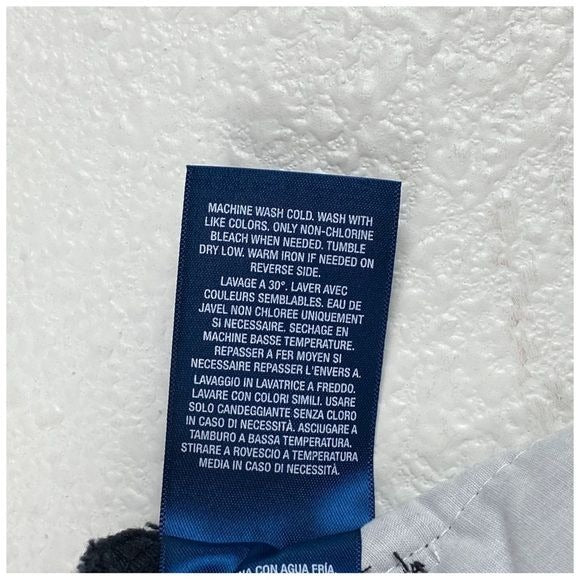 MACHINE WASH COLD. WASH WITH
LIKE COLORS. ONLY NON-CHLORINE
BLEACH WHEN NEEDED. TUMBLE
DRY LOW. WARM IRON IF NEEDED ON
REVERSE SIDE.
LAVAGE A 30°. LAVER AVEC
COULEURS SEMBLABLES. EAU DE
JAVEL NON CHLOREE UNIQUEMENT
SI NECESSAIRE. SECHAGE EN
MACHINE BASSE TEMPERATURE.
REPASSER A FER MOYEN SI
NECESSAIRE REPASSER L'ENVERS A.
LAVAGGIO IN LAVATRICE A FREDDO.
LAVARE CON COLORI SIMILI. USARE
SOLO CANDEGGIANTE SENZA CLORO
IN CASO DI NECESSITÀ. ASCIUGARE A
TAMBURO A BASSA TEMPERATURA.
STIRARE A ROVESCIO A TEMPERATURA
MEDIA IN CASO DI NECESSITÀ.
CON AGUA FRÍA.